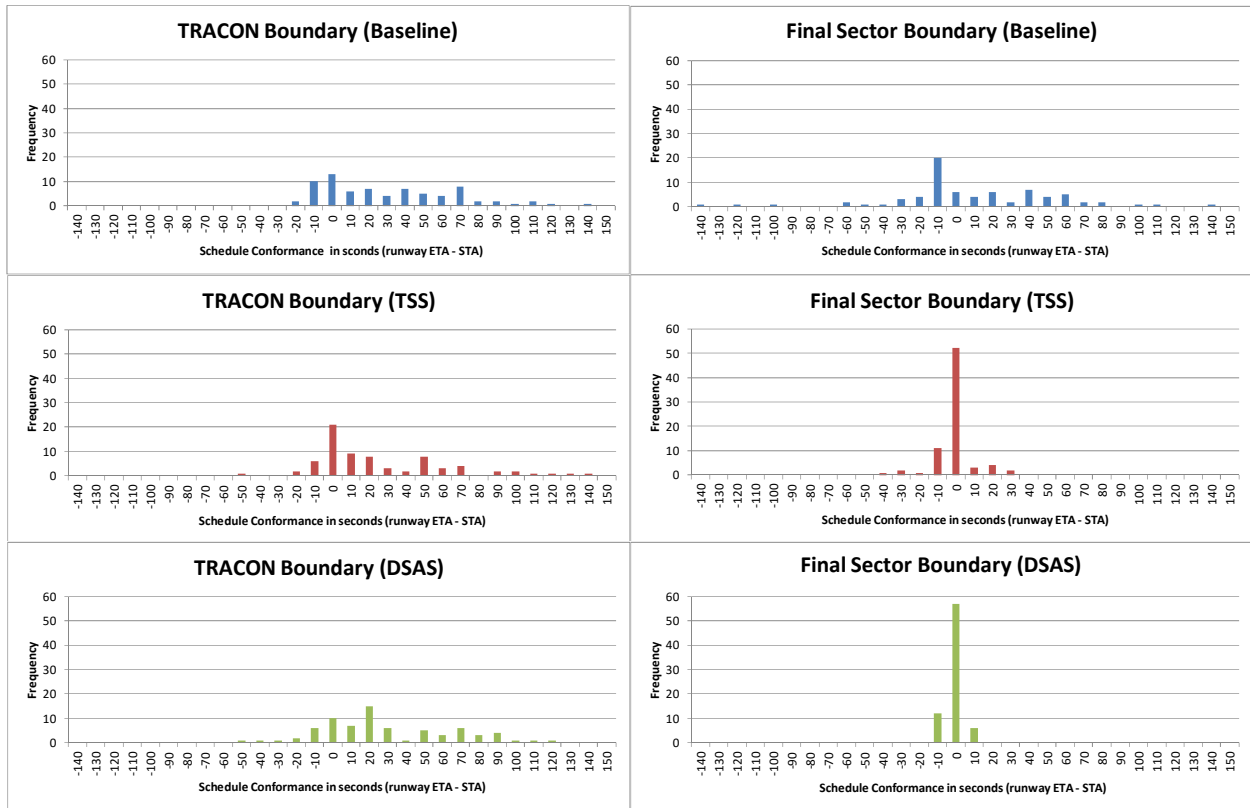 TRACON Boundary (Baseline)
60
50
40
30
20
10
0
Frequency
-140 -130 -120 -110 -100 -90 -80 -70 -60 -50 -40 -30 -20 -10 0 10 20 30 40 50 60 70 80 90 100 110 120 130 140 150
Schedule Conformance in sconds (runway ETA - STA)
Final Sector Boundary (Baseline)
60
50
40
30
20
10
0
Frequency
-140 -130 -120 -110 -100 -90 -80 -70 -60 -50 -40 -30 -20 -10 0 10 20 30 40 50 60 70 80 90 100 110 120 130 140 150
Schedule Conformance in seconds (runway ETA - STA)
TRACON Boundary (TSS)
60
50
40
30
20
10
0
Frequency
-140 -130 -120 -110 -100 -90 -80 -70 -60 -50 -40 -30 -20 -10 0 10 20 30 40 50 60 70 80 90 100 110 120 130 140 150
Schedule Conformance in seconds (runway ETA - STA)
Final Sector Boundary (TSS)
60
50
40
30
20
10
0
Frequency
-140 -130 -120 -110 -100 -90 -80 -70 -60 -50 -40 -30 -20 -10 0 10 20 30 40 50 60 70 80 90 100 110 120 130 140 150
Schedule Conformance in seconds (runway ETA - STA)
TRACON Boundary (DSAS)
60
50
40
30
20
10
0
Frequency
-140 -130 -120 -110 -100 -90 -80 -70 -60 -50 -40 -30 -20 -10 0 10 20 30 40 50 60 70 80 90 100 110 120 130 140 150
Schedule Conformance in seconds (runway ETA - STA)
Final Sector Boundary (DSAS)
60
50
40
30
20
10
0
Frequency
-140 -130 -120 -110 -100 -90 -80 -70 -60 -50 -40 -30 -20 -10 0 10 20 30 40 50 60 70 80 90 100 110 120 130 140 150
Schedule Conformance in seconds (runway ETA - STA)